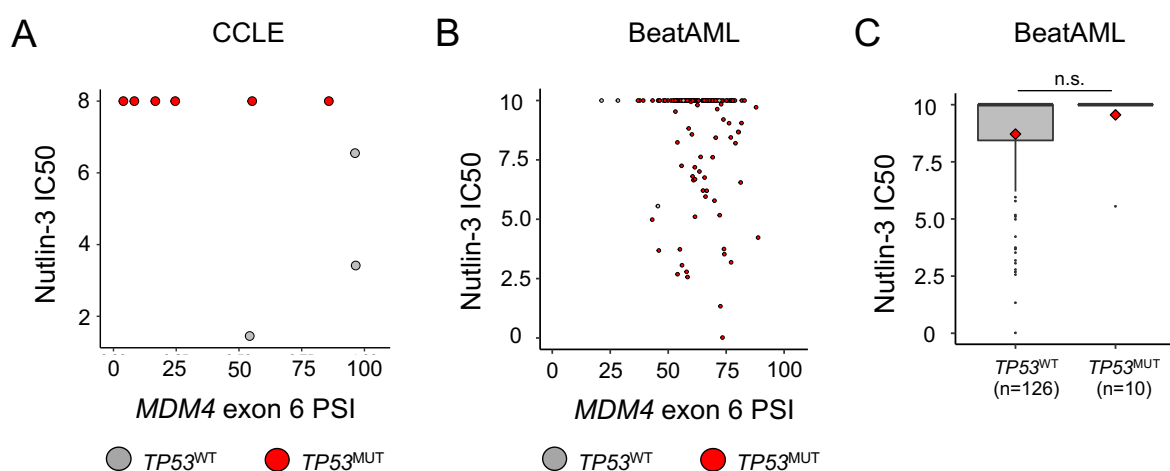 A
CCLE
Nutlin-3 IC50
8
6
4
2
0
25
50
75
100
MDM4 exon 6 PSI
TP53WT
TP53MUT
B
BeatAML
Nutlin-3 IC50
10
7.5
5.0
2.5
0
0
25
50
75
100
MDM4 exon 6 PSI
TP53WT
TP53MUT
C
BeatAML
n.s.
Nutlin-3 IC50
10
7.5
5.0
2.5
0
TP53WT
(n=126)
TP53MUT
(n=10)